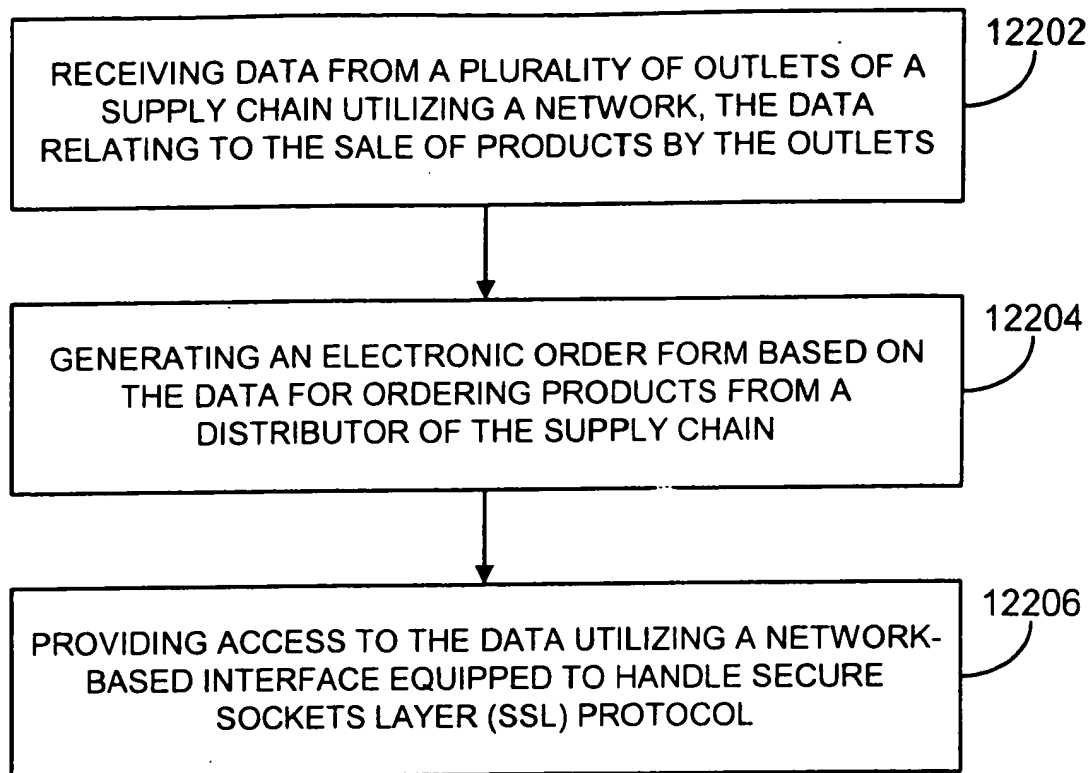 12202
RECEIVING DATA FROM A PLURALITY OF OUTLETS OF A
SUPPLY CHAIN UTILIZING A NETWORK, THE DATA
RELATING TO THE SALE OF PRODUCTS BY THE OUTLETS
12204
GENERATING AN ELECTRONIC ORDER FORM BASED ON
THE DATA FOR ORDERING PRODUCTS FROM A
DISTRIBUTOR OF THE SUPPLY CHAIN
12206
PROVIDING ACCESS TO THE DATA UTILIZING A NETWORK-
BASED INTERFACE EQUIPPED TO HANDLE SECURE
SOCKETS LAYER (SSL) PROTOCOL